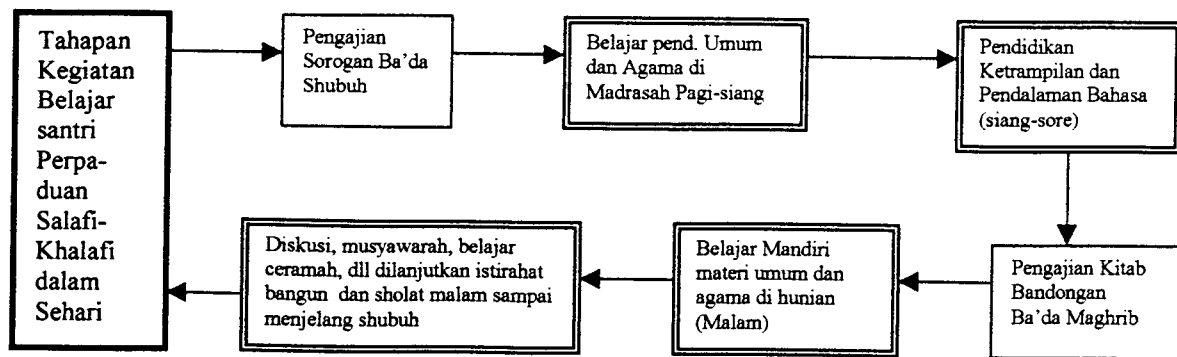 Tahapan
Kegiatan
Belajar
santri
Perpa-
duan
Salafi-
Khalafi
dalam
Sehari
Pengajian
Sorogan Ba'da
Shubuh
Belajar pend. Umum
dan Agama di
Madrasah Pagi-siang
Pendidikan
Ketrampilan dan
Pendalaman Bahasa
(siang-sore)
Pengajian Kitab
Bandongan
Ba'da Maghrib
Belajar Mandiri
materi umum dan
agama di hunian
(Malam)
Diskusi, musyawarah, belajar
ceramah, dll dilanjutkan istirahat
bangun dan sholat malam sampai
menjelang shubuh